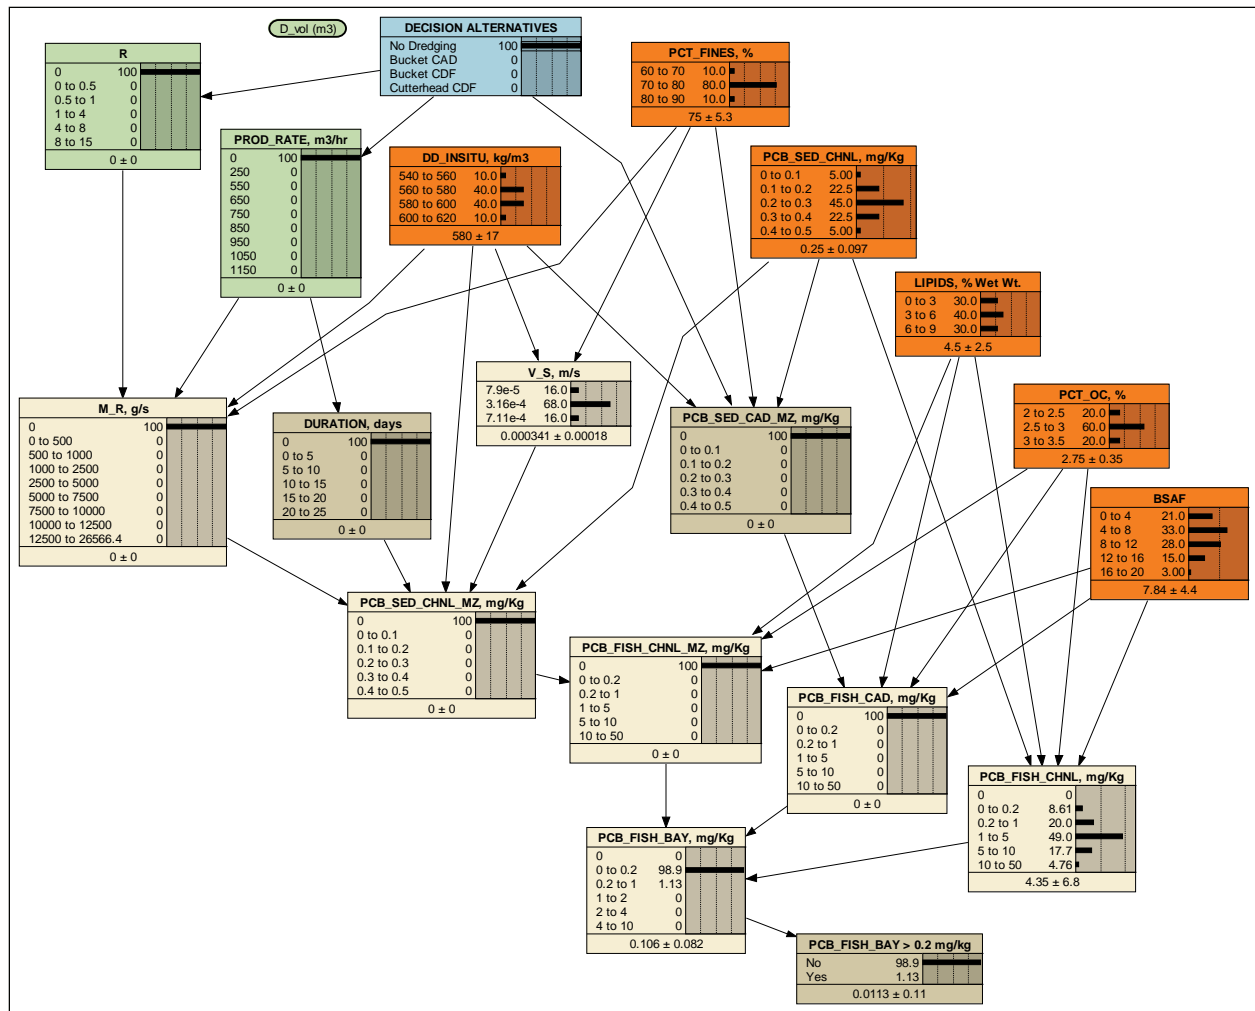 D_vol (m3)
DECISION ALTERNATIVES
No Dredging 100
Bucket CAD 0
Bucket CDF 0
Cutterhead CDF 0
R
0 100
0 to 0.5 0
0.5 to 1 0
1 to 4 0
4 to 8 0
8 to 15 0
0 ± 0
PCT_FINES, %
60 to 70 10.0
70 to 80 80.0
80 to 90 10.0
75 ± 5.3
PROD_RATE, m3/hr
0 100
250 0
550 0
650 0
750 0
850 0
950 0
1050 0
1150 0
0 ± 0
DD_INSITU, kg/m3
540 to 560 10.0
560 to 580 40.0
580 to 600 40.0
600 to 620 10.0
580 ± 17
PCB_SED_CHNL, mg/Kg
0 to 0.1 5.00
0.1 to 0.2 22.5
0.2 to 0.3 45.0
0.3 to 0.4 22.5
0.4 to 0.5 5.00
0.25 ± 0.097
LIPIDS, % Wet Wt.
0 to 3 30.0
3 to 6 40.0
6 to 9 30.0
4.5 ± 2.5
V_S, m/s
7.9e-5 16.0
3.16e-4 68.0
7.11e-4 16.0
0.000341 ± 0.00018
PCT_OC, %
2 to 2.5 20.0
2.5 to 3 60.0
3 to 3.5 20.0
2.75 ± 0.35
M_R, g/s
0 100
0 to 500 0
500 to 1000 0
1000 to 2500 0
2500 to 5000 0
5000 to 7500 0
7500 to 10000 0
10000 to 12500 0
12500 to 26566.4 0
0 ± 0
DURATION, days
0 100
0 to 5 0
5 to 10 0
10 to 15 0
15 to 20 0
20 to 25 0
0 ± 0
PCB_SED_CAD_MZ, mg/Kg
0 100
0 to 0.1 0
0.1 to 0.2 0
0.2 to 0.3 0
0.3 to 0.4 0
0.4 to 0.5 0
0 ± 0
BSAF
0 to 4 21.0
4 to 8 33.0
8 to 12 28.0
12 to 16 15.0
16 to 20 3.00
7.84 ± 4.4
PCB_SED_CHNL_MZ, mg/Kg
0 100
0 to 0.1 0
0.1 to 0.2 0
0.2 to 0.3 0
0.3 to 0.4 0
0.4 to 0.5 0
0 ± 0
PCB_FISH_CHNL_MZ, mg/Kg
0 100
0 to 0.2 0
0.2 to 1 0
1 to 5 0
5 to 10 0
10 to 50 0
0 ± 0
PCB_FISH_CAD, mg/Kg
0 100
0 to 0.2 0
0.2 to 1 0
1 to 5 0
5 to 10 0
10 to 50 0
0 ± 0
PCB_FISH_CHNL, mg/Kg
0 0
0 to 0.2 8.61
0.2 to 1 20.0
1 to 5 49.0
5 to 10 17.7
10 to 50 4.76
4.35 ± 6.8
PCB_FISH_BAY, mg/Kg
0 0
0 to 0.2 98.9
0.2 to 1 1.13
1 to 2 0
2 to 4 0
4 to 10 0
0.106 ± 0.082
PCB_FISH_BAY > 0.2 mg/kg
No 98.9
Yes 1.13
0.0113 ± 0.11